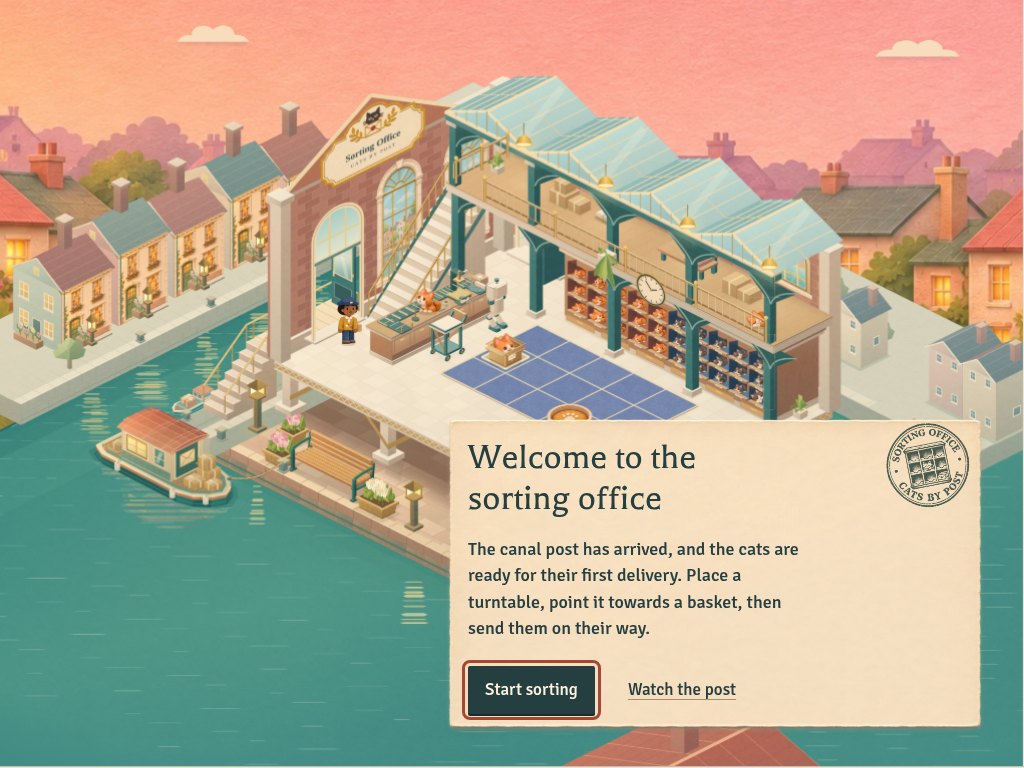 Sorting Office
CATS BY POST
Welcome to the
sorting office
SORTING OFFICE
CATS BY POST
The canal post has arrived, and the cats are
ready for their first delivery. Place a
turntable, point it towards a basket, then
send them on their way.
Start sorting
Watch the post